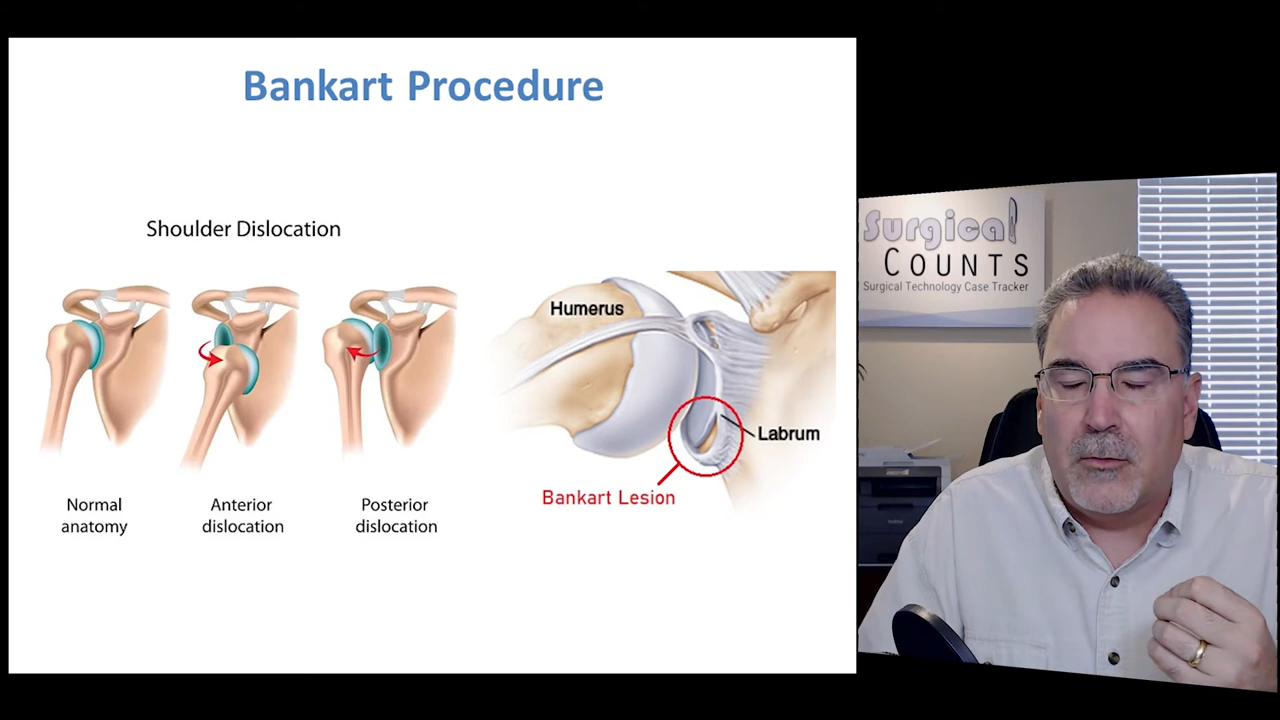 Bankart Procedure
Shoulder Dislocation
Normal
anatomy
Anterior
dislocation
Posterior
dislocation
Humerus
Labrum
Bankart Lesion
Surgical
COUNTS
Surgical Technology Case Tracker